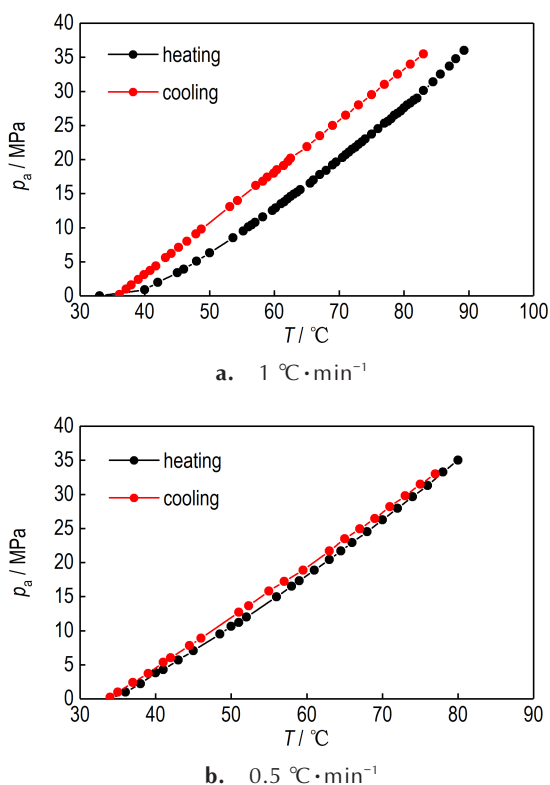 40
35
30
25
20
15
10
5
0
pₐ / MPa
heating
cooling
30 40 50 60 70 80 90 100
T / ℃
a. 1 ℃·min⁻¹
40
35
30
25
20
15
10
5
0
pₐ / MPa
heating
cooling
30 40 50 60 70 80 90
T / ℃
b. 0.5 ℃·min⁻¹